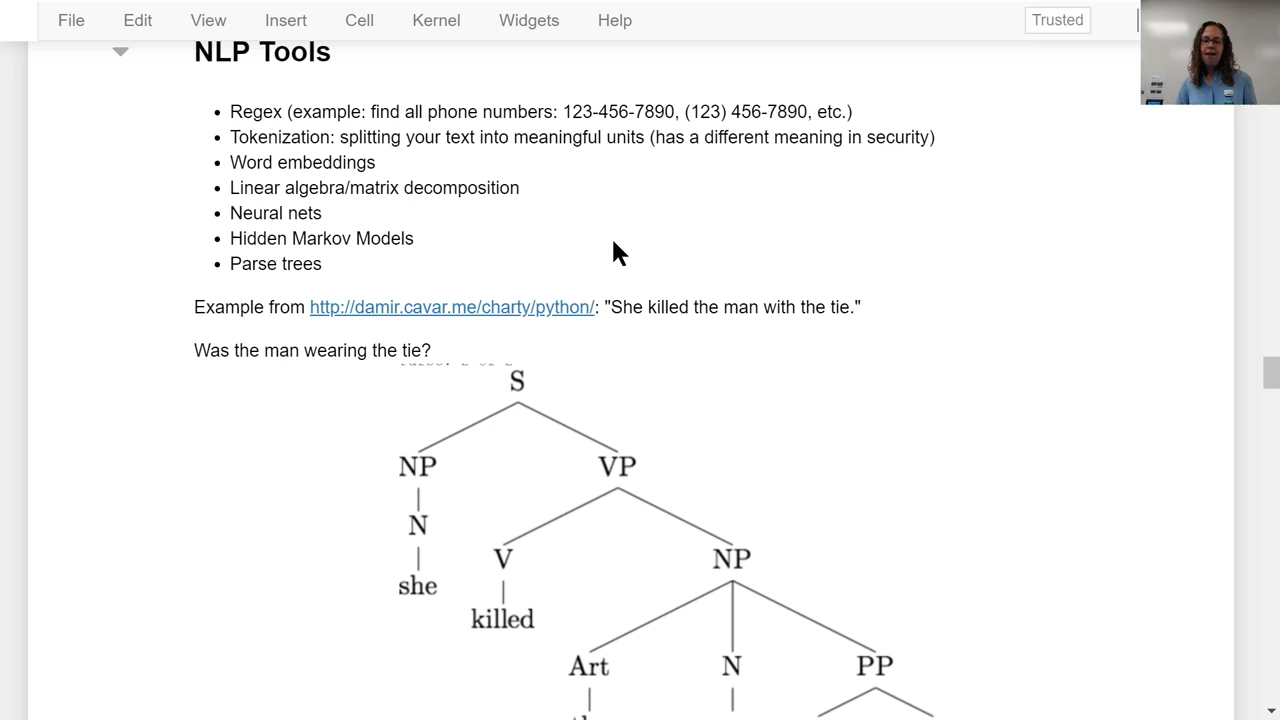 File Edit View Insert Cell Kernel Widgets Help Trusted
NLP Tools
• Regex (example: find all phone numbers: 123-456-7890, (123) 456-7890, etc.)
• Tokenization: splitting your text into meaningful units (has a different meaning in security)
• Word embeddings
• Linear algebra/matrix decomposition
• Neural nets
• Hidden Markov Models
• Parse trees
Example from http://damir.cavar.me/charty/python/: "She killed the man with the tie."
Was the man wearing the tie?
S
NP VP
N
V NP
she
killed
Art N PP